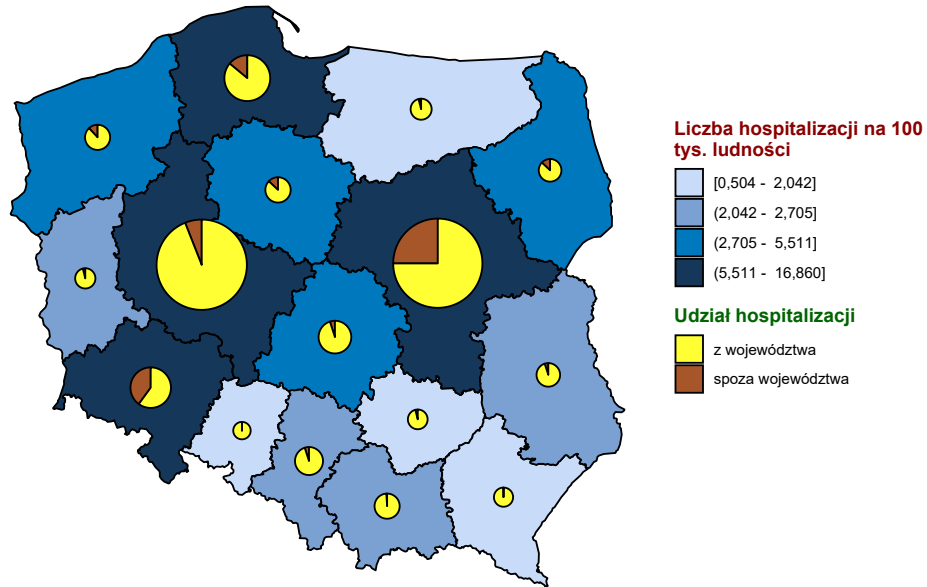 Liczba hospitalizacji na 100
tys. ludności
[0,504 - 2,042]
(2,042 - 2,705]
(2,705 - 5,511]
(5,511 - 16,860]
Udział hospitalizacji
z województwa
spoza województwa